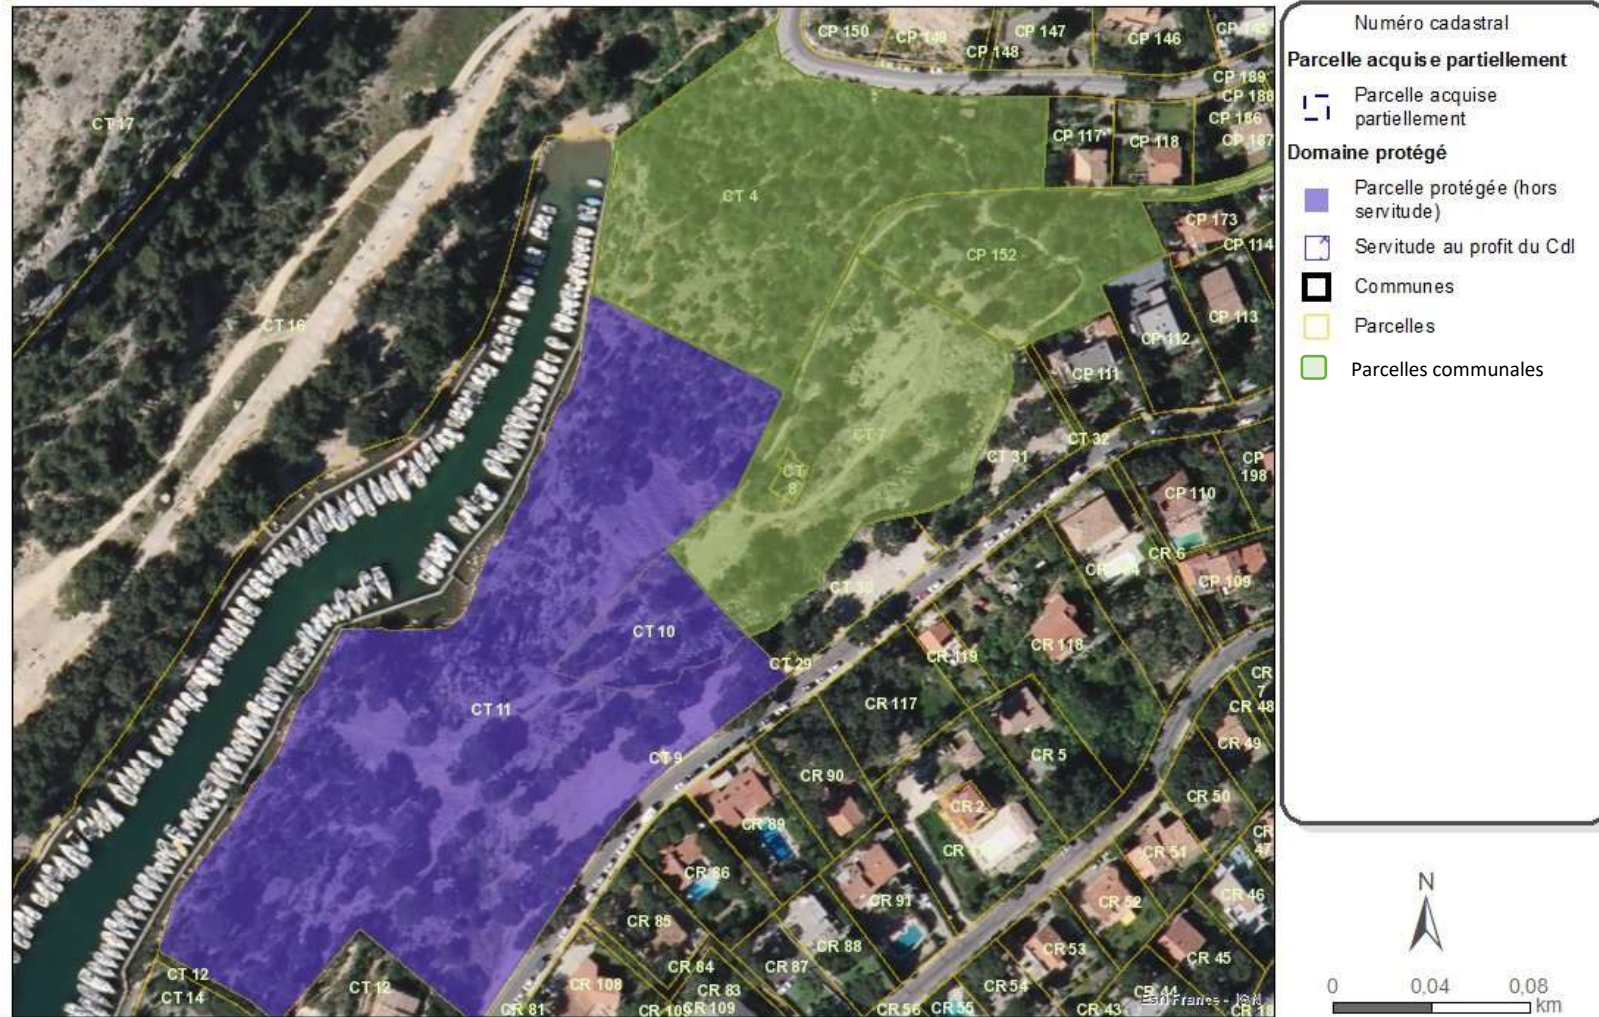 CP 150
CP 149
CP 148
CP 147
CP 146
CP 145
CP 189
CP 188
CP 186
CP 187
CT 17
CP 117
CP 118
CT 4
CP 173
CP 114
CP 152
CT 16
CP 113
CP 112
CP 111
CT 7
CT 32
CT 31
CT
8
CP
198
CP 110
CR 6
CP 109
CT 30
CT 10
CT 29
CR 119
CR 118
CR
7
CR 48
CT 11
CR 117
CR 49
CT 9
CR 5
CR 90
CR 50
CR 2
CR 89
CR
47
CR 51
CR 86
CR 46
CR 91
CR 52
CR 85
CR 88
CR 53
CR 45
CR 84
CR 87
CT 12
CT 14
CT 12
CR 108
CR 83
CR 54
CR 44
CR 81
CR 109
CR 109
CR 56
CR 55
CR 43
CR 18
Esri France - IGN
Numéro cadastral
Parcelle acquise partiellement
Parcelle acquise
partiellement
Domaine protégé
Parcelle protégée (hors
servitude)
Servitude au profit du Cdl
Communes
Parcelles
Parcelles communales
N
0 0,04 0,08
km